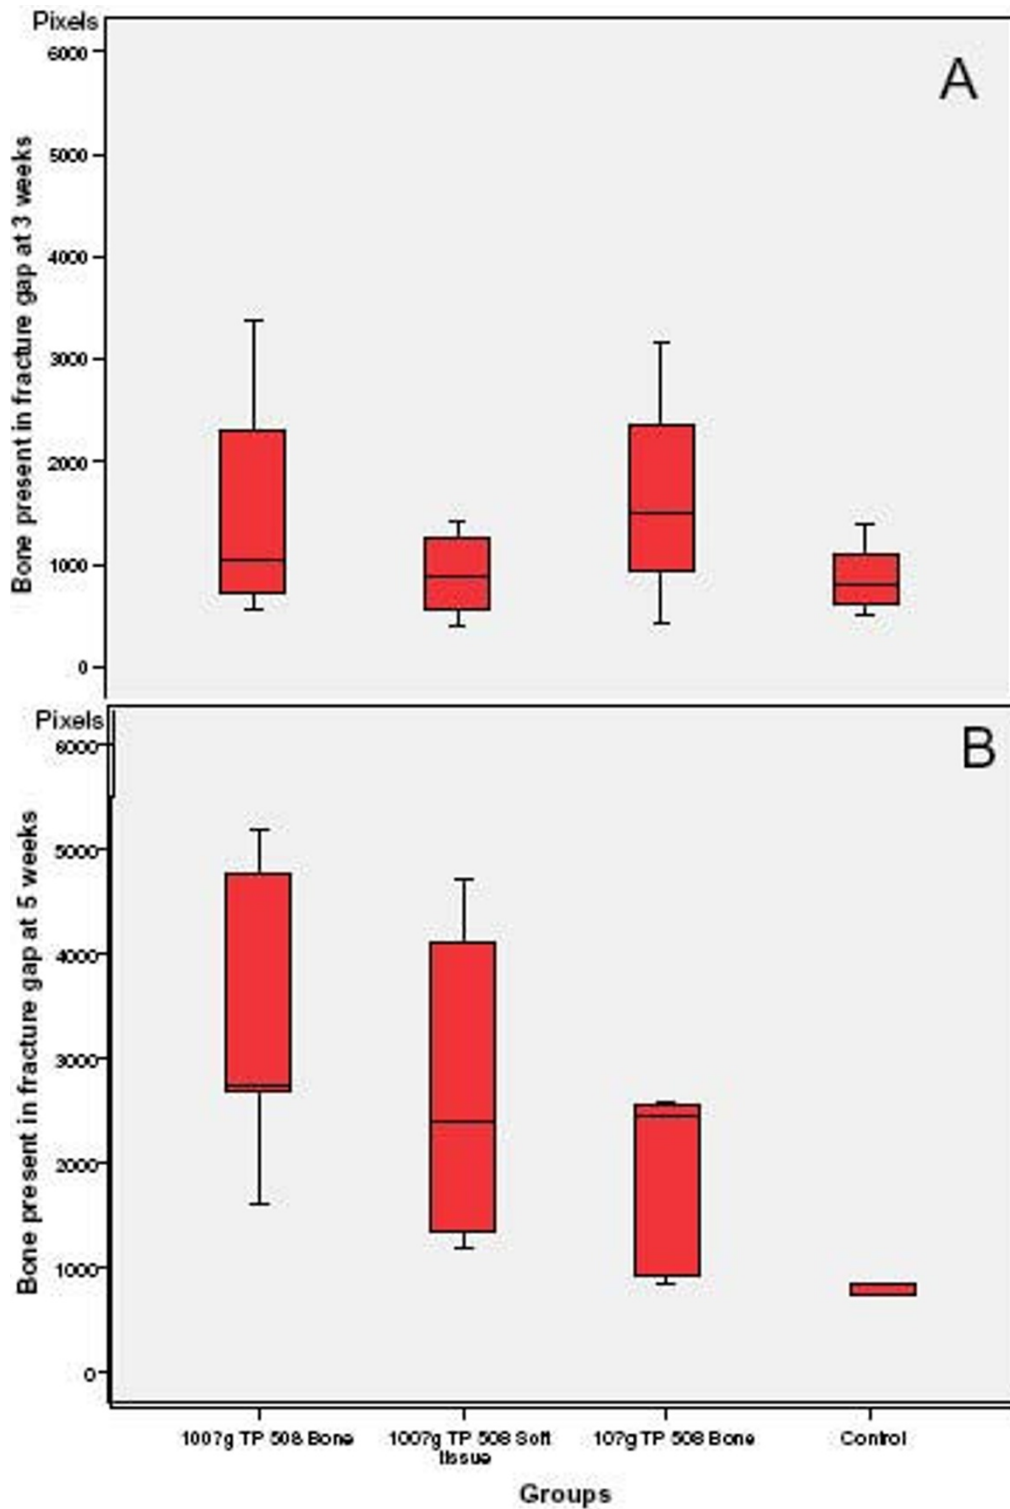 Pixels
6000
A
5000
4000
3000
2000
1000
0
Bone present in fracture gap at 3 weeks
Pixels
6000
B
5000
4000
3000
2000
1000
0
Bone present in fracture gap at 5 weeks
100?g TP 508 Bone
100?g TP 508 Soft
tissue
10?g TP 508 Bone
Control
Groups